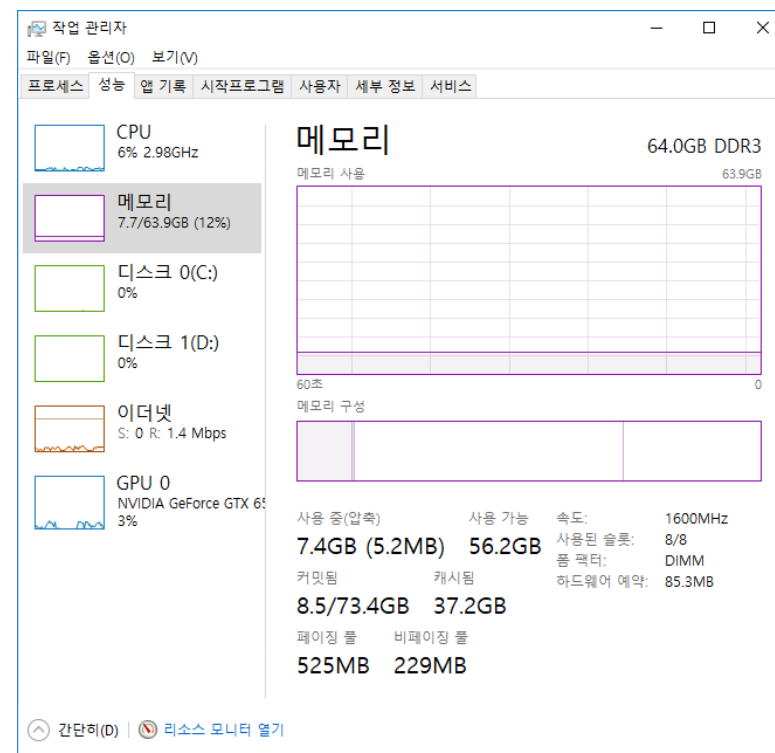 작업 관리자
파일(F) 옵션(O) 보기(V)
프로세스 성능 앱 기록 시작프로그램 사용자 세부 정보 서비스
CPU
6% 2.98GHz
메모리
7.7/63.9GB (12%)
디스크 0(C:)
0%
디스크 1(D:)
0%
이더넷
S: 0 R: 1.4 Mbps
GPU 0
NVIDIA GeForce GTX 65
3%
메모리 64.0GB DDR3
메모리 사용 63.9GB
60초 0
메모리 구성
사용 중(압축) 사용 가능
7.4GB (5.2MB) 56.2GB
커밋됨 캐시됨
8.5/73.4GB 37.2GB
페이징 풀 비페이징 풀
525MB 229MB
속도: 1600MHz
사용된 슬롯: 8/8
폼 팩터: DIMM
하드웨어 예약: 85.3MB
간단히(D) 리소스 모니터 열기